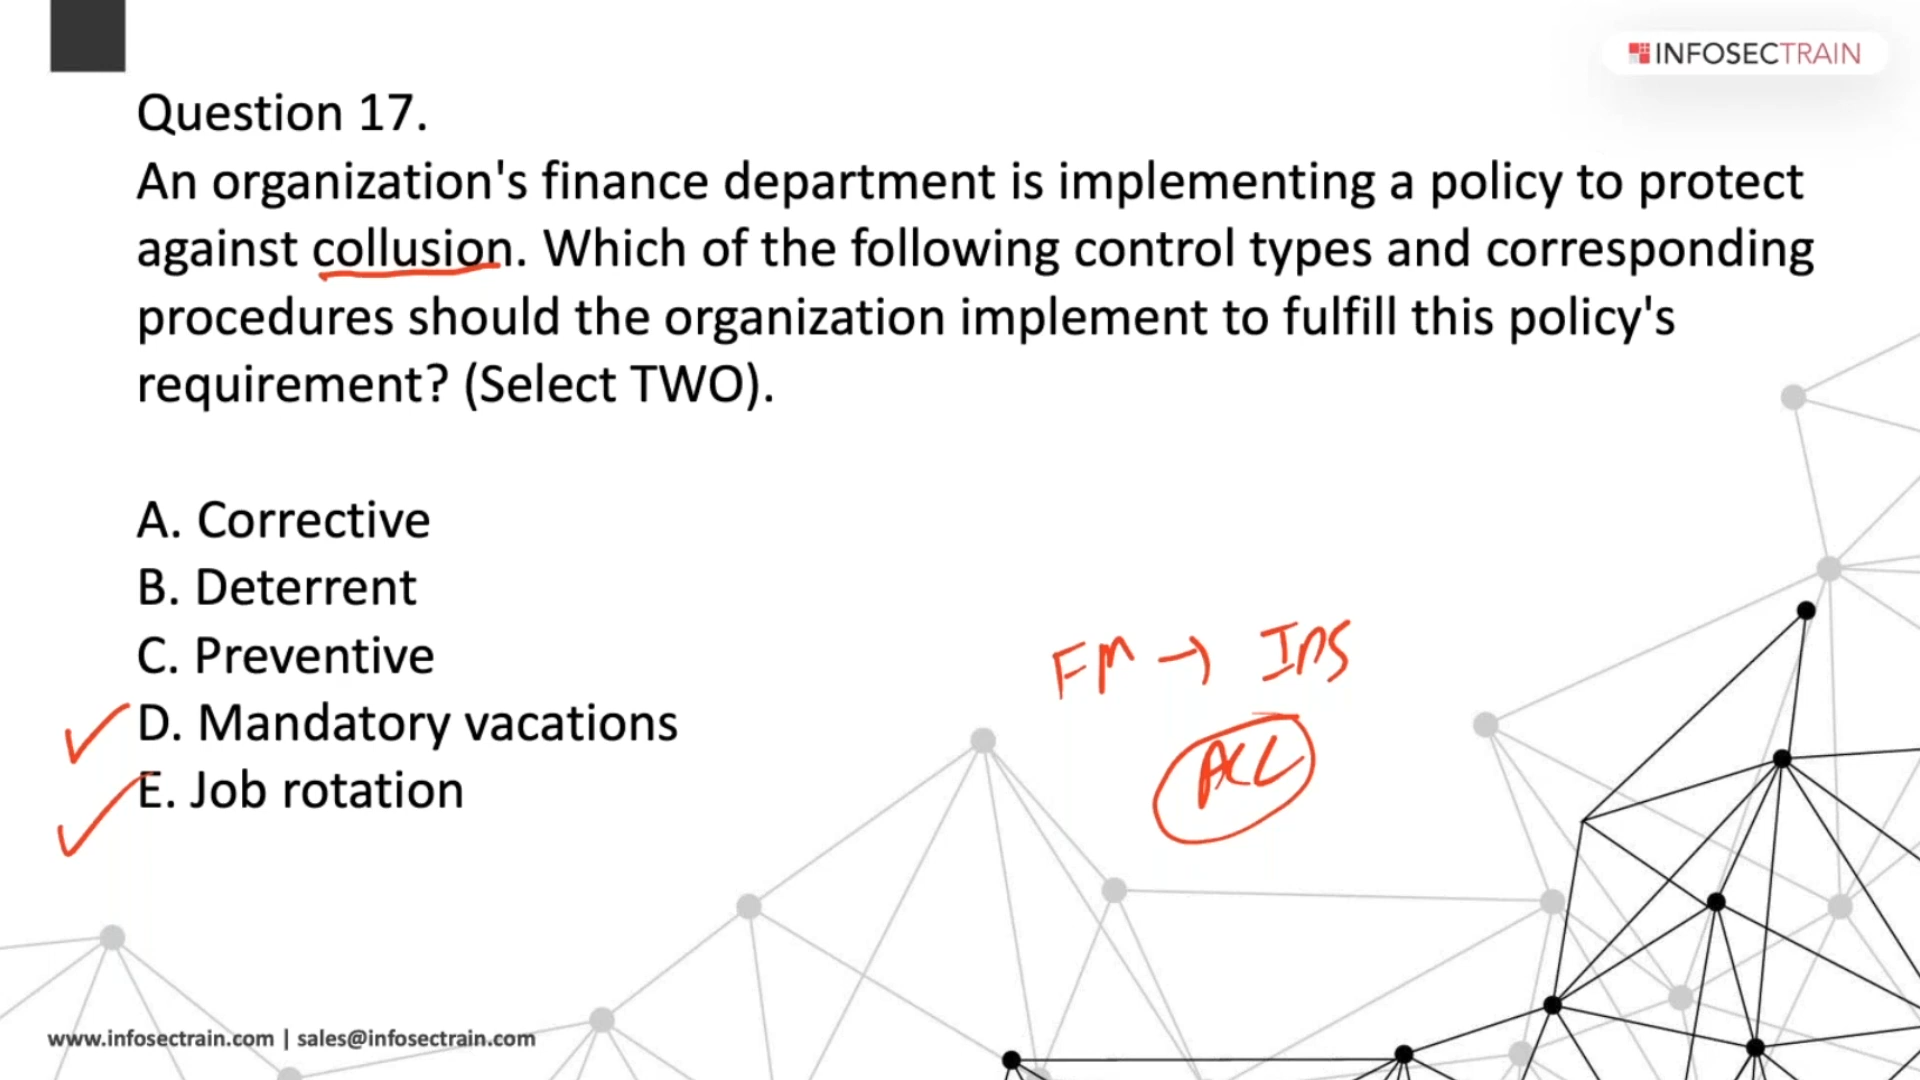 INFOSECTRAIN
Question 17.
An organization's finance department is implementing a policy to protect
against collusion. Which of the following control types and corresponding
procedures should the organization implement to fulfill this policy's
requirement? (Select TWO).
A. Corrective
B. Deterrent
C. Preventive
D. Mandatory vacations
E. Job rotation
FM → INS
www.infosectrain.com | sales@infosectrain.com